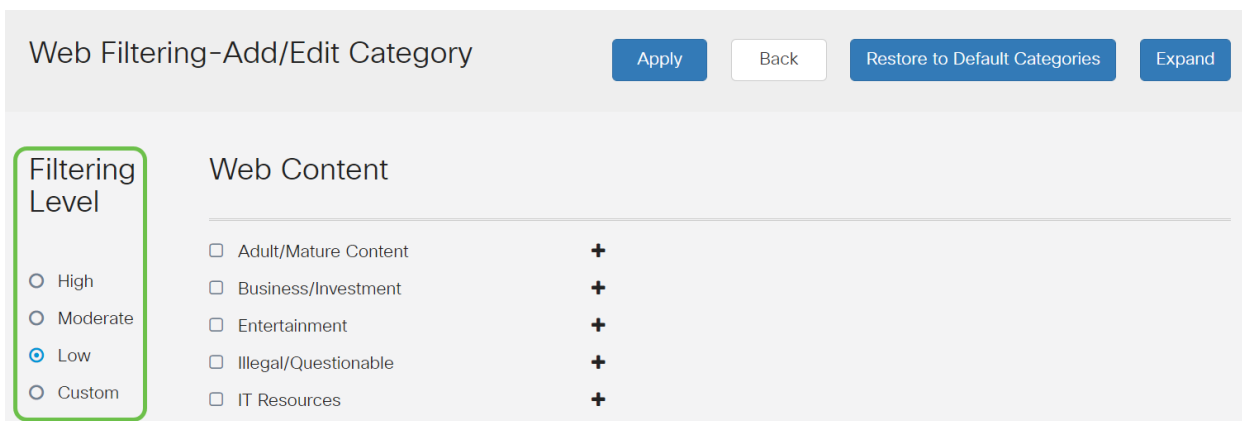 Web Filtering-Add/Edit Category
Apply
Back
Restore to Default Categories
Expand
Filtering
Level
High
Moderate
Low
Custom
Web Content
Adult/Mature Content
Business/Investment
Entertainment
Illegal/Questionable
IT Resources